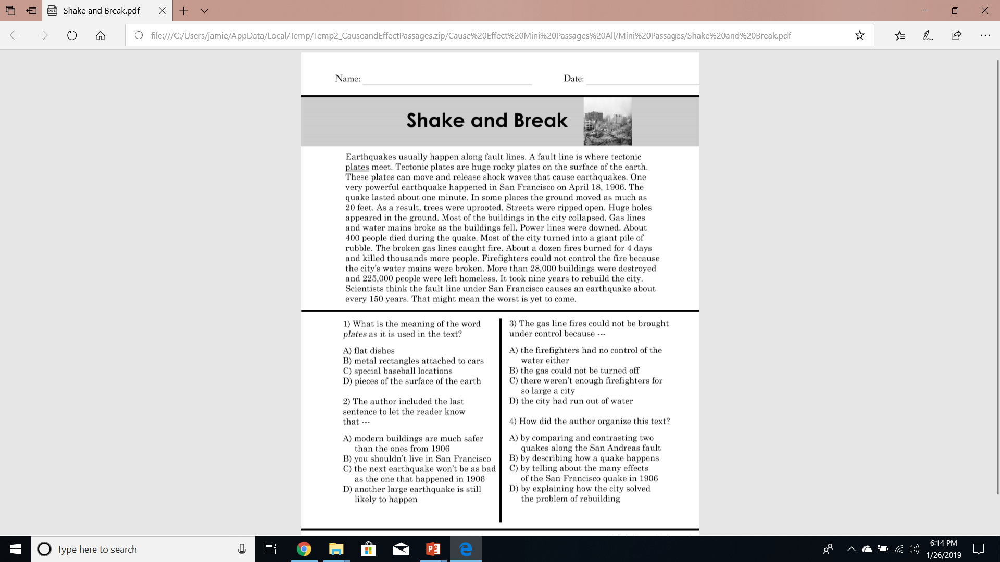 Shake and Break.pdf
file:///C:/Users/jamie/AppData/Local/Temp/Temp2_CauseandEffectPassages.zip/Cause%20Effect%20Mini%20Passages%20All/Mini%20Passages/Shake%20and%20Break.pdf
Name:
Date:
Shake and Break
Earthquakes usually happen along fault lines. A fault line is where tectonic
plates meet. Tectonic plates are huge rocky plates on the surface of the earth.
These plates can move and release shock waves that cause earthquakes. One
very powerful earthquake happened in San Francisco on April 18, 1906. The
quake lasted about one minute. In some places the ground moved as much as
20 feet. As a result, trees were uprooted. Streets were ripped open. Huge holes
appeared in the ground. Most of the buildings in the city collapsed. Gas lines
and water mains broke as the buildings fell. Power lines were downed. About
400 people died during the quake. Most of the city turned into a giant pile of
rubble. The broken gas lines caught fire. About a dozen fires burned for 4 days
and killed thousands more people. Firefighters could not control the fire because
the city's water mains were broken. More than 28,000 buildings were destroyed
and 225,000 people were left homeless. It took nine years to rebuild the city.
Scientists think the fault line under San Francisco causes an earthquake about
every 150 years. That might mean the worst is yet to come.
1) What is the meaning of the word
plates as it is used in the text?
A) flat dishes
B) metal rectangles attached to cars
C) special baseball locations
D) pieces of the surface of the earth
2) The author included the last
sentence to let the reader know
that ---
A) modern buildings are much safer
than the ones from 1906
B) you shouldn't live in San Francisco
C) the next earthquake won't be as bad
as the one that happened in 1906
D) another large earthquake is still
likely to happen
3) The gas line fires could not be brought
under control because ---
A) the firefighters had no control of the
water either
B) the gas could not be turned off
C) there weren't enough firefighters for
so large a city
D) the city had run out of water
4) How did the author organize this text?
A) by comparing and contrasting two
quakes along the San Andreas fault
B) by describing how a quake happens
C) by telling about the many effects
of the San Francisco quake in 1906
D) by explaining how the city solved
the problem of rebuilding
Type here to search
6:14 PM
1/26/2019